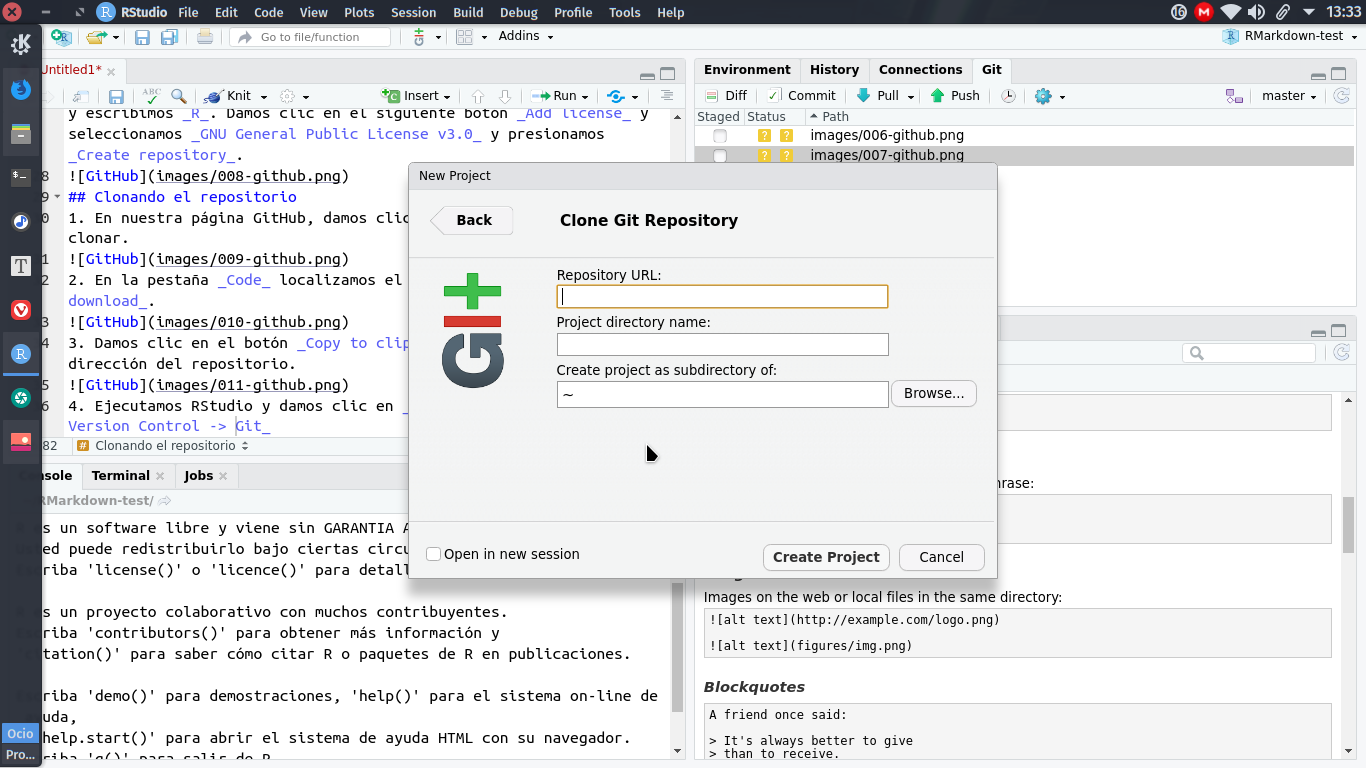 RStudio File Edit Code View Plots Session Build Debug Profile Tools Help 13:33
Go to file/function Addins RMarkdown-test
Untitled1*
ABC Knit Insert Run
y escribimos _R_. Damos clic en el siguiente botón _Add license_ y
seleccionamos _GNU General Public License v3.0_ y presionamos
_Create repository_.
8 ![GitHub](images/008-github.png)
9 ## Clonando el repositorio
0 1. En nuestra página GitHub, damos clic
clonar.
1 ![GitHub](images/009-github.png)
2 2. En la pestaña _Code_ localizamos el
download_.
3 ![GitHub](images/010-github.png)
4 3. Damos clic en el botón _Copy to clip
dirección del repositorio.
5 ![GitHub](images/011-github.png)
6 4. Ejecutamos RStudio y damos clic en _
Version Control -> Git_
82 # Clonando el repositorio
Console Terminal Jobs
RMarkdown-test/
es un software libre y viene sin GARANTIA A
ed puede redistribuirlo bajo ciertas circu
criba 'license()' o 'licence()' para detall
es un proyecto colaborativo con muchos contribuyentes.
criba 'contributors()' para obtener más información y
'citation()' para saber cómo citar R o paquetes de R en publicaciones.
criba 'demo()' para demostraciones, 'help()' para el sistema on-line de
uda,
help.start()' para abrir el sistema de ayuda HTML con su navegador.
criba 'q()' para salir de R.
Ocio
Pro...
Environment History Connections Git
Diff Commit Pull Push master
Staged Status Path
? ? images/006-github.png
? ? images/007-github.png
New Project
Back Clone Git Repository
GIT
Repository URL:
Project directory name:
Create project as subdirectory of:
~ Browse...
Open in new session Create Project Cancel
hrase:
Images on the web or local files in the same directory:
![alt text](http://example.com/logo.png)
![alt text](figures/img.png)
Blockquotes
A friend once said:
> It's always better to give
> than to receive.